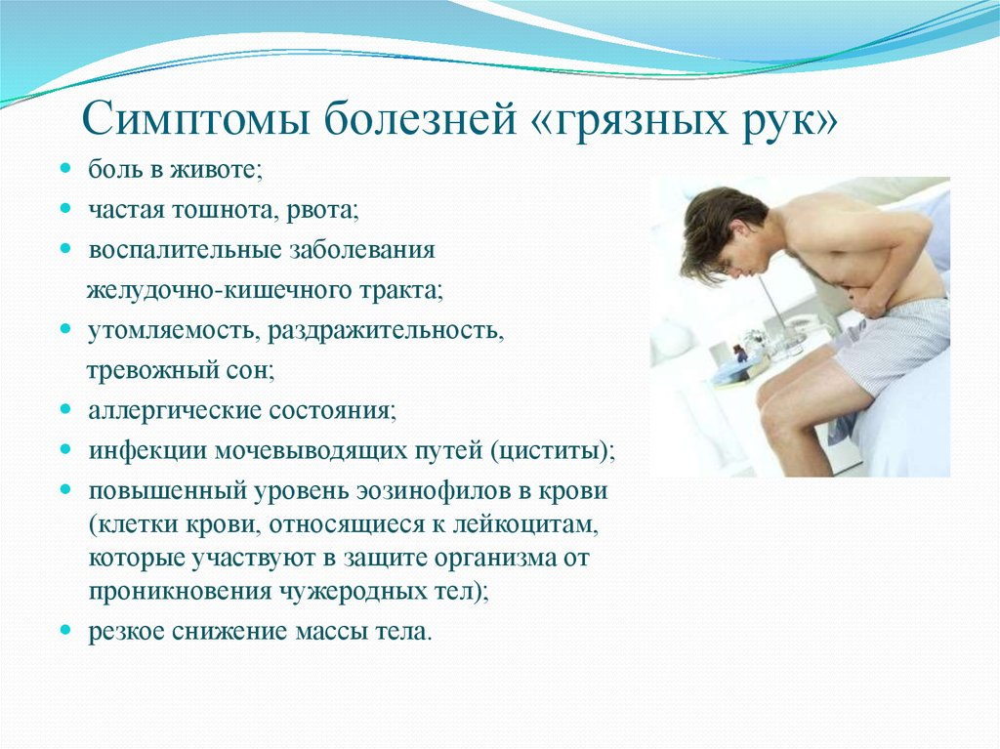 Симптомы болезней «грязных рук»
боль в животе;
частая тошнота, рвота;
воспалительные заболевания
желудочно-кишечного тракта;
утомляемость, раздражительность,
тревожный сон;
аллергические состояния;
инфекции мочевыводящих путей (циститы);
повышенный уровень эозинофилов в крови
(клетки крови, относящиеся к лейкоцитам,
которые участвуют в защите организма от
проникновения чужеродных тел);
резкое снижение массы тела.